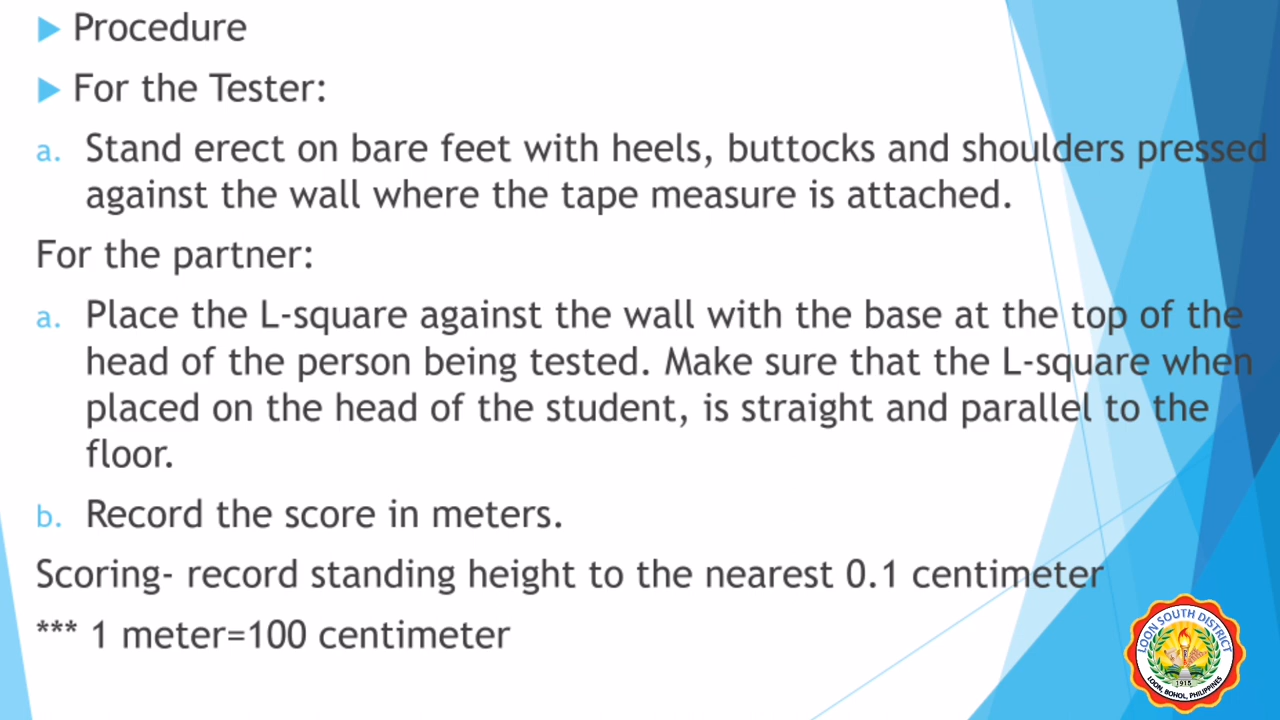 Procedure
For the Tester:
a. Stand erect on bare feet with heels, buttocks and shoulders pressed
against the wall where the tape measure is attached.
For the partner:
a. Place the L-square against the wall with the base at the top of the
head of the person being tested. Make sure that the L-square when
placed on the head of the student, is straight and parallel to the
floor.
b. Record the score in meters.
Scoring- record standing height to the nearest 0.1 centimeter
*** 1 meter=100 centimeter
LOON SOUTH DISTRICT
1915
LOON, BOHOL, PHILIPPINES